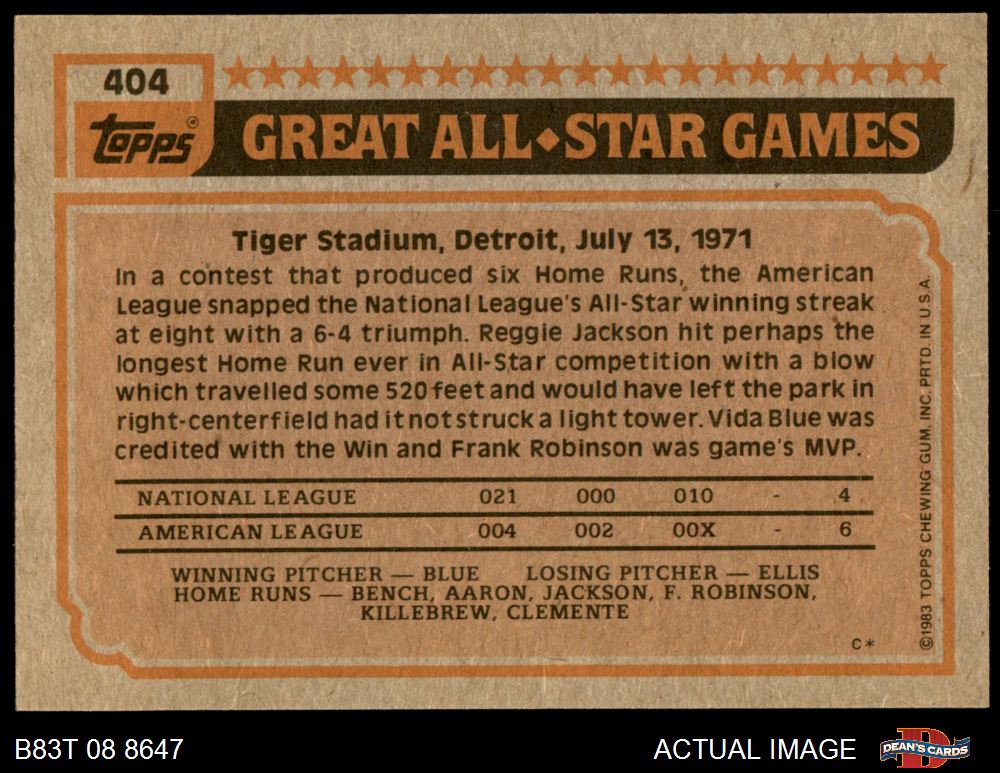 404
topps®
GREAT ALL◆STAR GAMES
Tiger Stadium, Detroit, July 13, 1971
In a contest that produced six Home Runs, the American
League snapped the National League's All-Star winning streak
at eight with a 6-4 triumph. Reggie Jackson hit perhaps the
longest Home Run ever in All-Star competition with a blow
which travelled some 520 feet and would have left the park in
right-centerfield had it not struck a light tower. Vida Blue was
credited with the Win and Frank Robinson was game's MVP.
NATIONAL LEAGUE 021 000 010 - 4
AMERICAN LEAGUE 004 002 00X - 6
WINNING PITCHER — BLUE LOSING PITCHER — ELLIS
HOME RUNS — BENCH, AARON, JACKSON, F. ROBINSON,
KILLEBREW, CLEMENTE
C*
©1983 TOPPS CHEWING GUM, INC. PRTD. IN U.S.A.
B83T 08 8647
ACTUAL IMAGE
DEAN'S CARDS